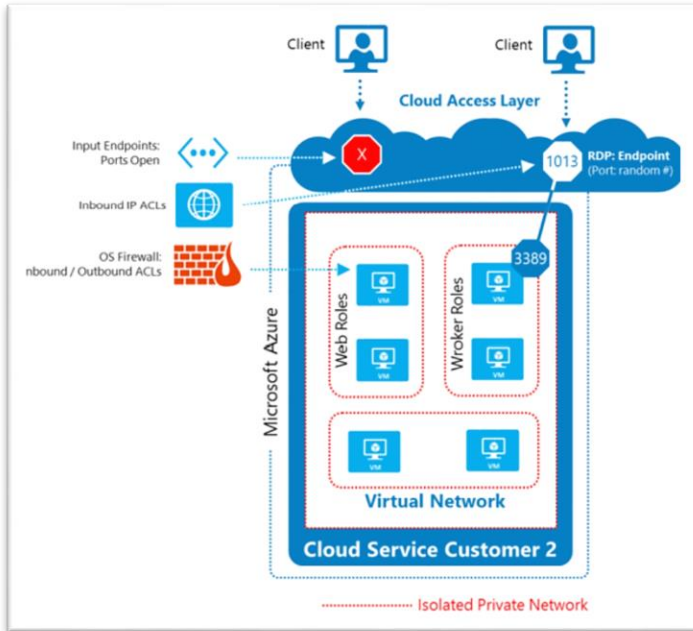 Client
Client
Cloud Access Layer
Input Endpoints:
Ports Open
X
1013
RDP: Endpoint
(Port: random #)
Inbound IP ACLs
OS Firewall:
nbound / Outbound ACLs
3389
Microsoft Azure
Web Roles
VM
VM
Wroker Roles
VM
VM
VM
VM
Virtual Network
Cloud Service Customer 2
Isolated Private Network